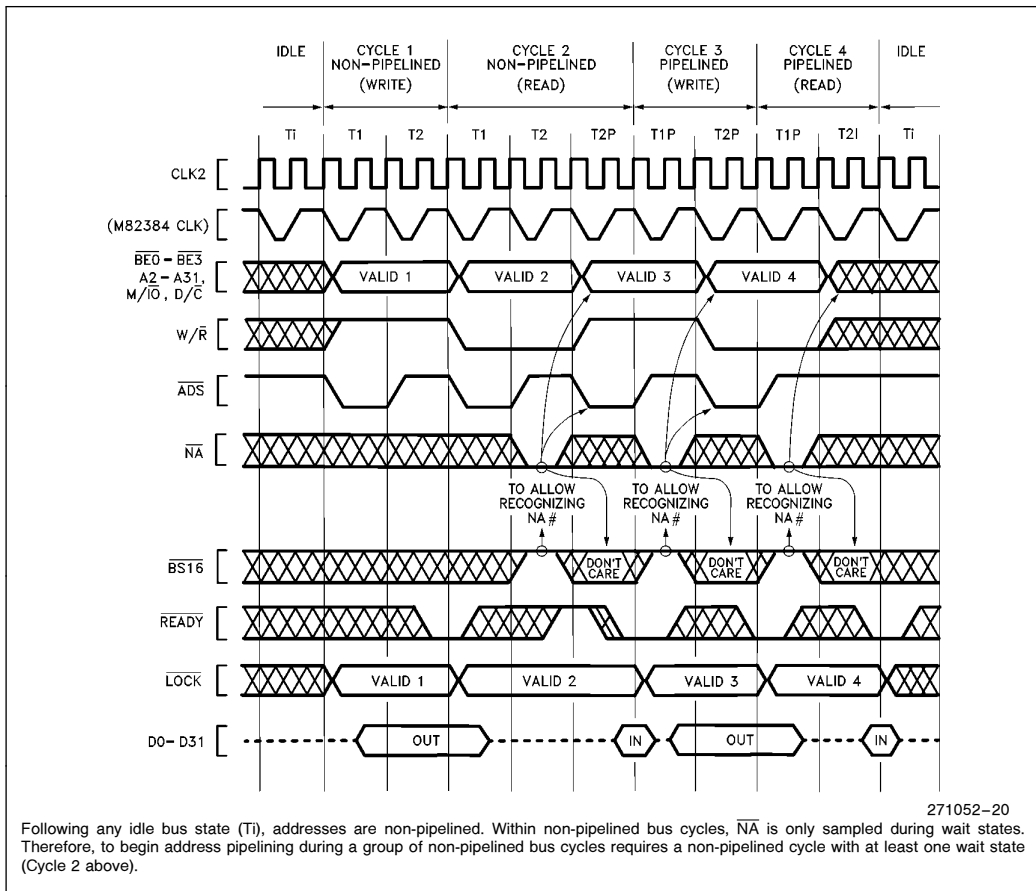 IDLE
CYCLE 1
NON-PIPELINED
(WRITE)
CYCLE 2
NON-PIPELINED
(READ)
CYCLE 3
PIPELINED
(WRITE)
CYCLE 4
PIPELINED
(READ)
IDLE
Ti T1 T2 T1 T2 T2P T1P T2P T1P T2I Ti
CLK2
(M82384 CLK)
BE0-BE3
A2-A31,
M/IO, D/C
VALID 1 VALID 2 VALID 3 VALID 4
W/R
ADS
NA
TO ALLOW
RECOGNIZING
NA#
TO ALLOW
RECOGNIZING
NA#
TO ALLOW
RECOGNIZING
NA#
BS16
DON'T
CARE
DON'T
CARE
DON'T
CARE
READY
LOCK
VALID 1 VALID 2 VALID 3 VALID 4
D0-D31
OUT IN OUT IN
271052-20
Following any idle bus state (Ti), addresses are non-pipelined. Within non-pipelined bus cycles, NA is only sampled during wait states.
Therefore, to begin address pipelining during a group of non-pipelined bus cycles requires a non-pipelined cycle with at least one wait state
(Cycle 2 above).